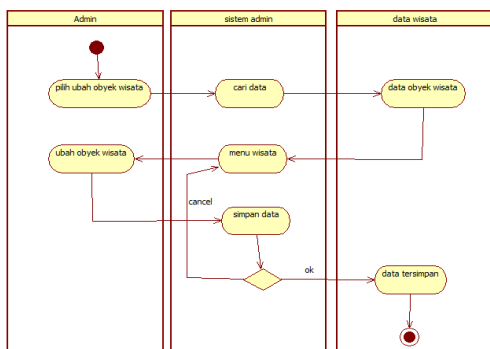 Admin
sistem admin
data wisata
pilih ubah obyek wisata
cari data
data obyek wisata
ubah obyek wisata
menu wisata
cancel
simpan data
ok
data tersimpan